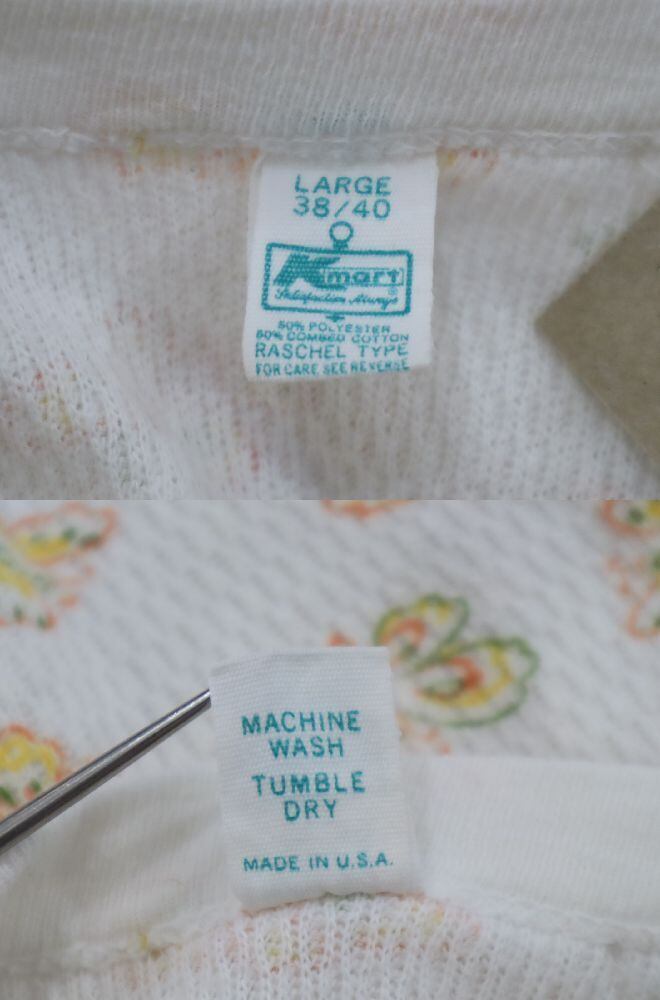 LARGE
38/40
Kmart®
Satisfaction Always
50% POLYESTER
50% COMBED COTTON
RASCHEL TYPE
FOR CARE SEE REVERSE
MACHINE
WASH
TUMBLE
DRY
MADE IN U.S.A.